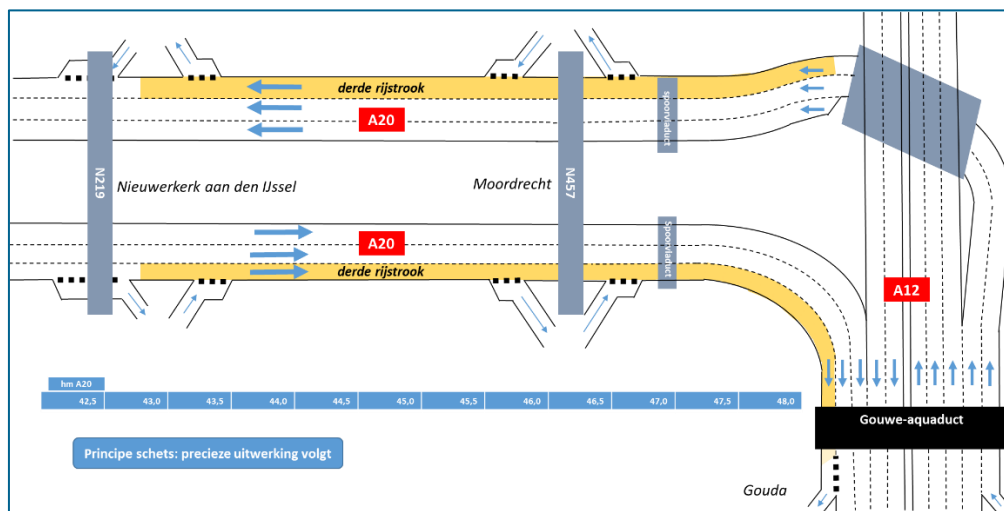 derde rijstrook
A20
spoorviaduct
N219
Nieuwerkerk aan den IJssel
Moordrecht
N457
A20
Spoorviaduct
derde rijstrook
A12
hm A20
42,5 43,0 43,5 44,0 44,5 45,0 45,5 46,0 46,5 47,0 47,5 48,0
Gouwe-aquaduct
Principe schets: precieze uitwerking volgt
Gouda